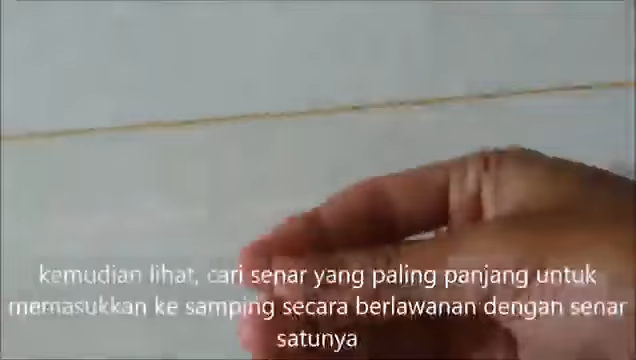 kemudian lihat, cari senar yang paling panjang untuk
memasukkan ke samping secara berlawanan dengan senar
satunya